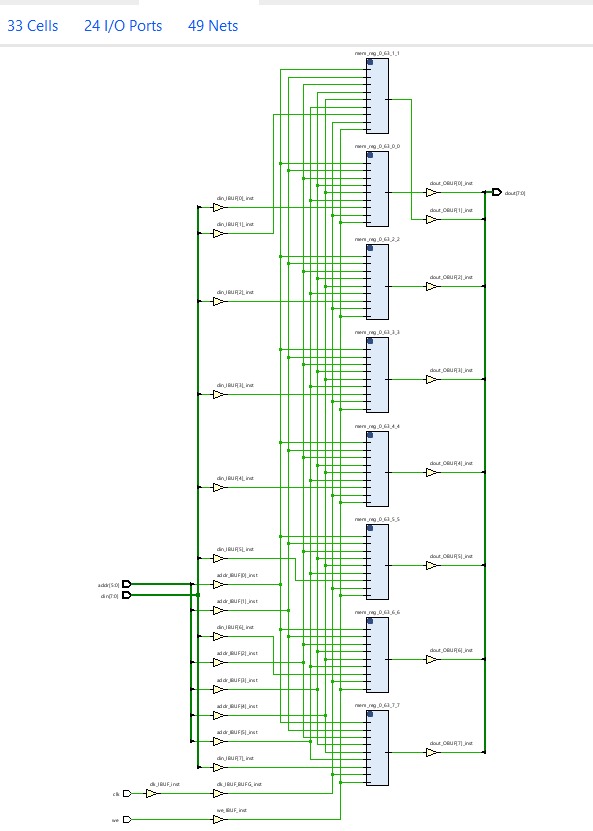 33 Cells 24 I/O Ports 49 Nets
mem_reg_0_63_1_1
mem_reg_0_63_0_0
dout_OBUF[0]_inst
dout[7:0]
din_IBUF[0]_inst
dout_OBUF[1]_inst
din_IBUF[1]_inst
mem_reg_0_63_2_2
dout_OBUF[2]_inst
din_IBUF[2]_inst
mem_reg_0_63_3_3
dout_OBUF[3]_inst
din_IBUF[3]_inst
mem_reg_0_63_4_4
dout_OBUF[4]_inst
din_IBUF[4]_inst
mem_reg_0_63_5_5
din_IBUF[5]_inst
dout_OBUF[5]_inst
addr_IBUF[0]_inst
addr[5:0]
din[7:0]
addr_IBUF[1]_inst
mem_reg_0_63_6_6
din_IBUF[6]_inst
addr_IBUF[2]_inst
dout_OBUF[6]_inst
addr_IBUF[3]_inst
mem_reg_0_63_7_7
addr_IBUF[4]_inst
addr_IBUF[5]_inst
dout_OBUF[7]_inst
din_IBUF[7]_inst
clk_IBUF_inst
clk_IBUF_BUFG_inst
clk
we_IBUF_inst
we